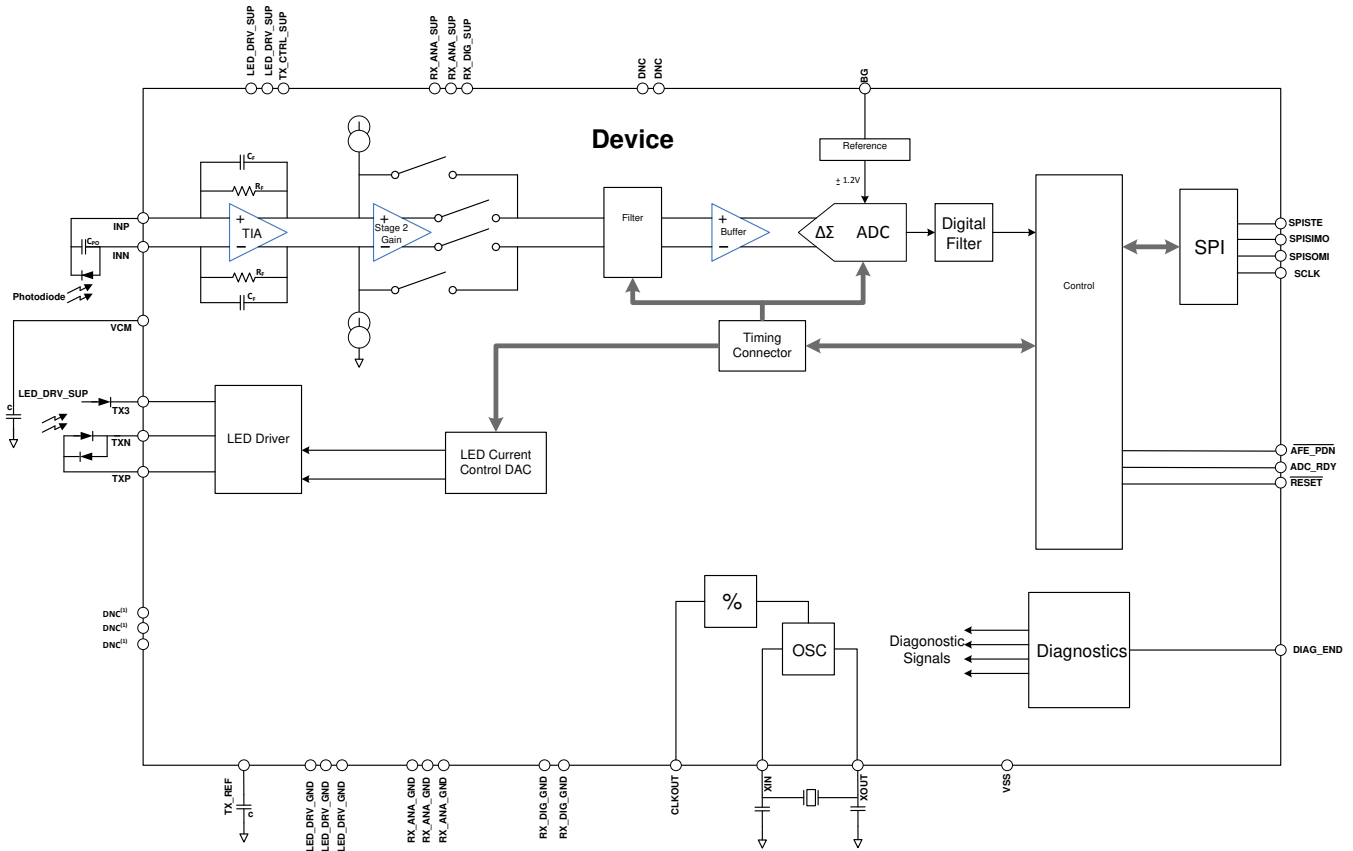 LED_DRV_SUP
LED_DRV_SUP
TX_CTRL_SUP
RX_ANA_SUP
RX_ANA_SUP
RX_DIG_SUP
DNC
DNC
BG
Device
Reference
± 1.2V
CF
RF
INP
+
TIA
−
INN
CPD
RF
CF
Photodiode
+
Stage 2
Gain
−
Filter
+
Buffer
−
ΔΣ ADC
Digital
Filter
Control
SPI
SPISTE
SPISIMO
SPISOMI
SCLK
VCM
C
Timing
Connector
LED_DRV_SUP
TX3
TXN
TXP
LED Driver
LED Current
Control DAC
AFE_PDN
ADC_RDY
RESET
DNC(1)
DNC(1)
DNC(1)
%
OSC
Diagonostic
Signals
Diagnostics
DIAG_END
TX_REF
C
LED_DRV_GND
LED_DRV_GND
LED_DRV_GND
RX_ANA_GND
RX_ANA_GND
RX_ANA_GND
RX_DIG_GND
RX_DIG_GND
CLKOUT
XIN
XOUT
VSS